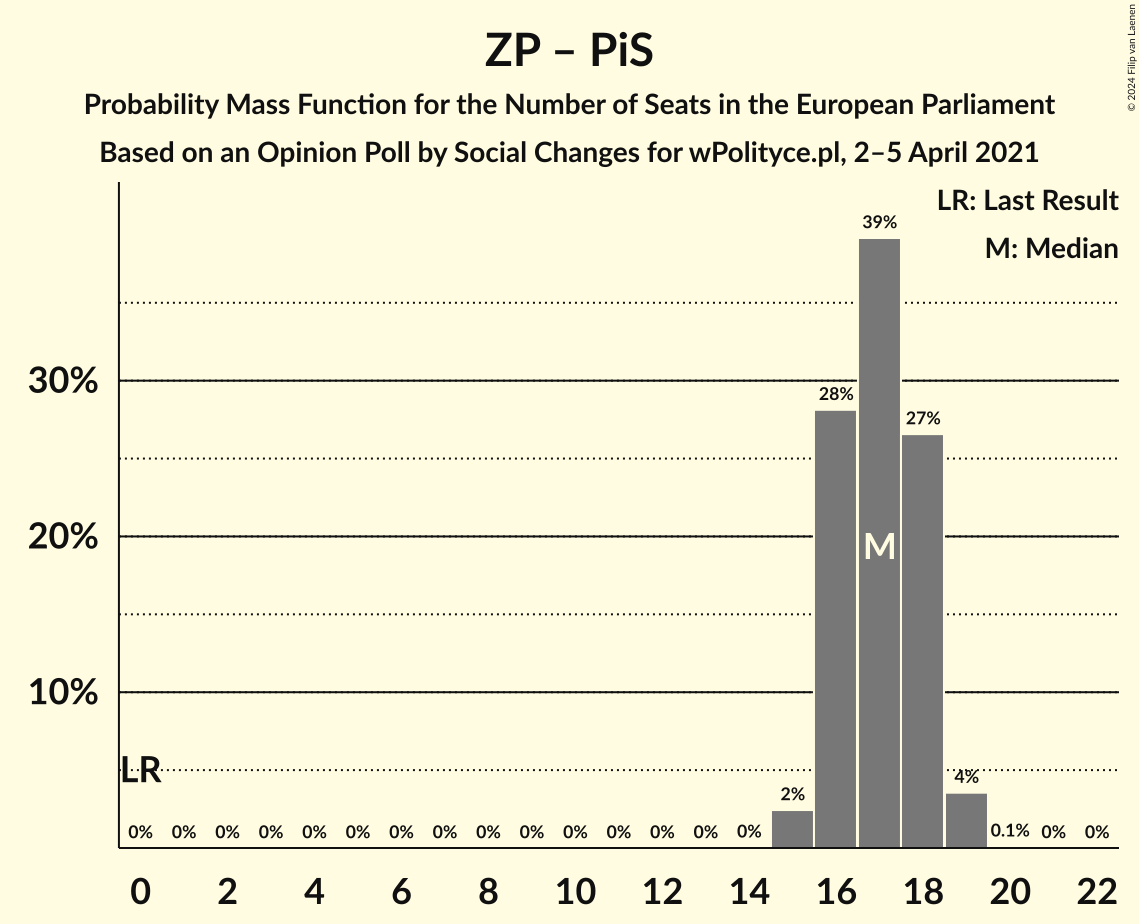 ZP – PiS
Probability Mass Function for the Number of Seats in the European Parliament
Based on an Opinion Poll by Social Changes for wPolityce.pl, 2–5 April 2021
© 2024 Filip van Laenen
LR: Last Result
M: Median
39%
30%
28%
27%
20%
M
10%
LR
4%
2%
0% 0% 0% 0% 0% 0% 0% 0% 0% 0% 0% 0% 0% 0% 0% 0.1% 0% 0%
0 2 4 6 8 10 12 14 16 18 20 22